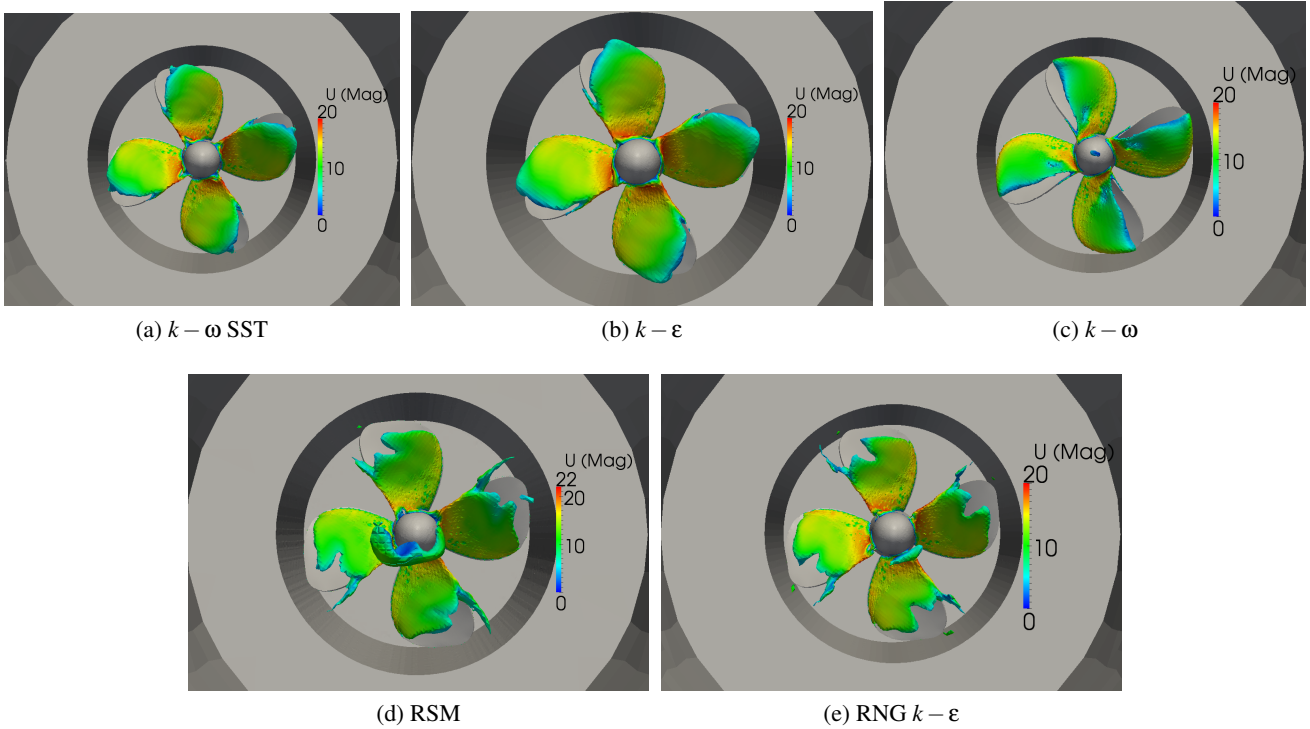 U (Mag)
20
10
0
(a) k − ω SST
U (Mag)
20
10
0
(b) k − ε
U (Mag)
20
10
0
(c) k − ω
U (Mag)
22
20
10
0
(d) RSM
U (Mag)
20
10
0
(e) RNG k − ε